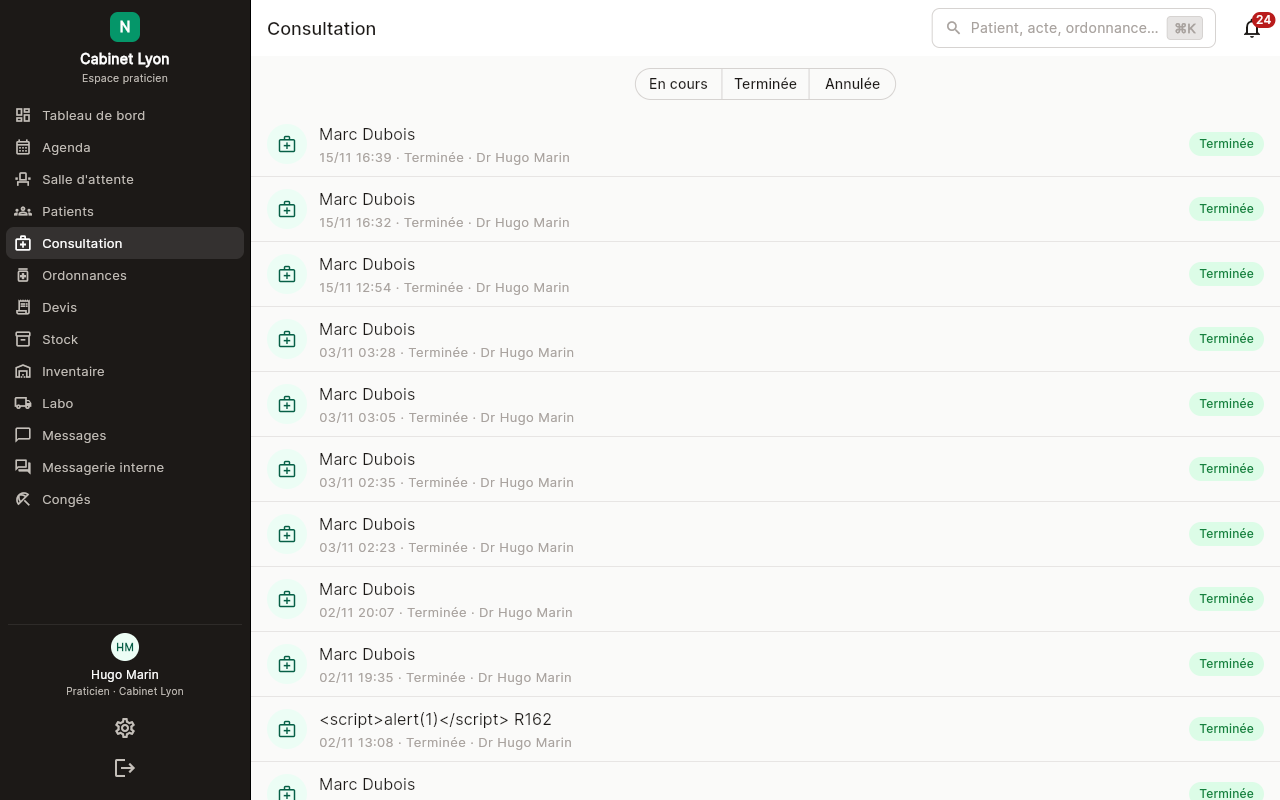 N
Cabinet Lyon
Espace praticien
Tableau de bord
Agenda
Salle d'attente
Patients
Consultation
Ordonnances
Devis
Stock
Inventaire
Labo
Messages
Messagerie interne
Congés
HM
Hugo Marin
Praticien · Cabinet Lyon
Consultation
Patient, acte, ordonnance... ⌘K
24
En cours Terminée Annulée
Marc Dubois
15/11 16:39 · Terminée · Dr Hugo Marin
Terminée
Marc Dubois
15/11 16:32 · Terminée · Dr Hugo Marin
Terminée
Marc Dubois
15/11 12:54 · Terminée · Dr Hugo Marin
Terminée
Marc Dubois
03/11 03:28 · Terminée · Dr Hugo Marin
Terminée
Marc Dubois
03/11 03:05 · Terminée · Dr Hugo Marin
Terminée
Marc Dubois
03/11 02:35 · Terminée · Dr Hugo Marin
Terminée
Marc Dubois
03/11 02:23 · Terminée · Dr Hugo Marin
Terminée
Marc Dubois
02/11 20:07 · Terminée · Dr Hugo Marin
Terminée
Marc Dubois
02/11 19:35 · Terminée · Dr Hugo Marin
Terminée
<script>alert(1)</script> R162
02/11 13:08 · Terminée · Dr Hugo Marin
Terminée
Marc Dubois
Terminée